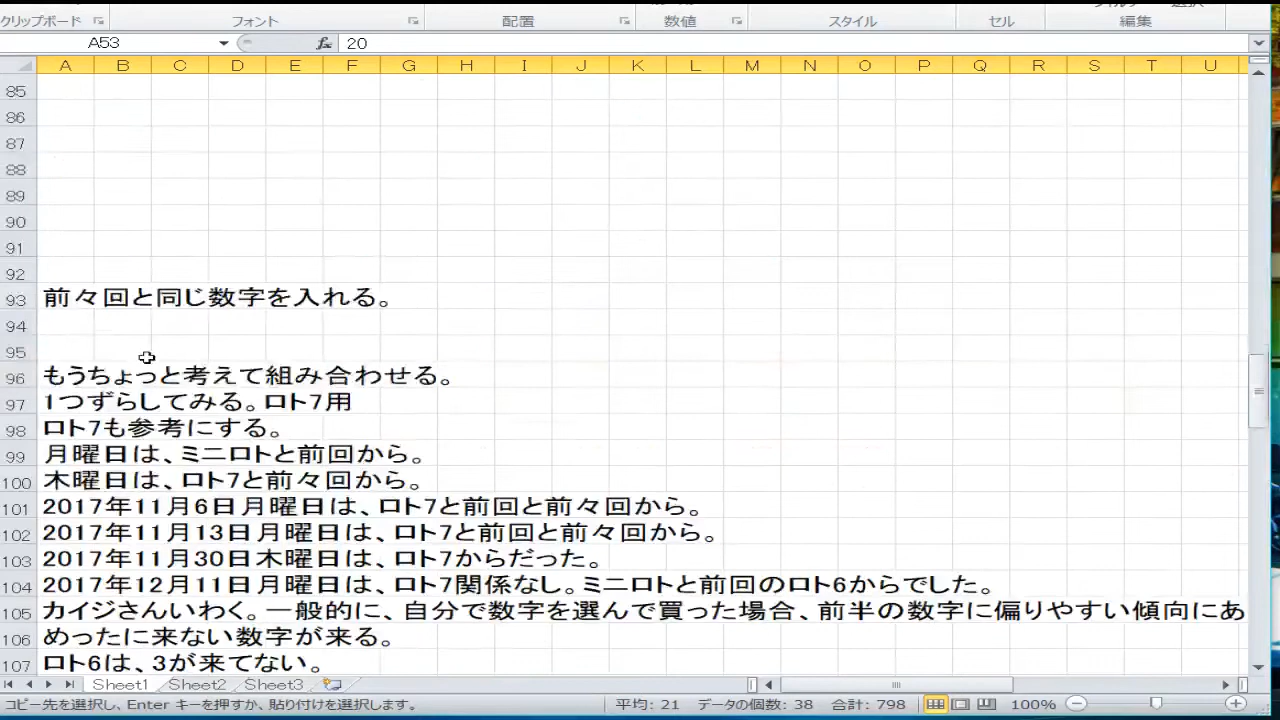 クリップボード フォント 配置 数値 スタイル セル 編集
A53 fx 20
A B C D E F G H I J K L M N O P Q R S T U
85
86
87
88
89
90
91
92
93 前々回と同じ数字を入れる。
94
95
96 もうちょっと考えて組み合わせる。
97 1つずらしてみる。ロト7用
98 ロト7も参考にする。
99 月曜日は、ミニロトと前回から。
100 木曜日は、ロト7と前々回から。
101 2017年11月6日月曜日は、ロト7と前回と前々回から。
102 2017年11月13日月曜日は、ロト7と前回と前々回から。
103 2017年11月30日木曜日は、ロト7からだった。
104 2017年12月11日月曜日は、ロト7関係なし。ミニロトと前回のロト6からでした。
105 カイジさんいわく。一般的に、自分で数字を選んで買った場合、前半の数字に偏りやすい傾向にあ
106 めったに来ない数字が来る。
107 ロト6は、3が来てない。
Sheet1 Sheet2 Sheet3
コピー先を選択し、Enter キーを押すか、貼り付けを選択します。 平均: 21 データの個数: 38 合計: 798 100%